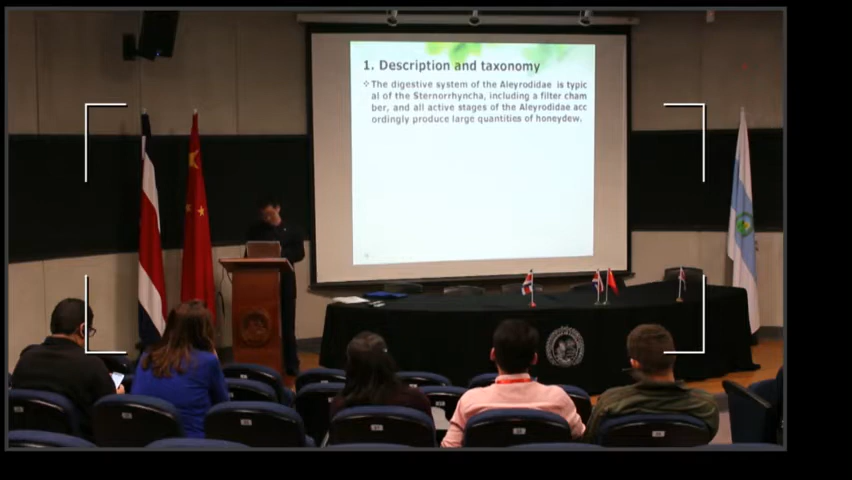 1. Description and taxonomy
❖The digestive system of the Aleyrodidae is typic
al of the Sternorrhyncha, including a filter cham
ber, and all active stages of the Aleyrodidae acc
ordingly produce large quantities of honeydew.